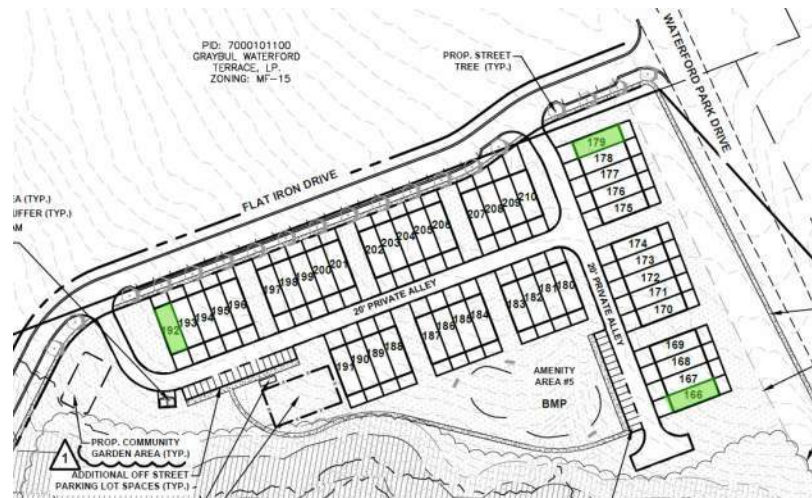 PID: 7000101100
GRAYBUL WATERFORD
TERRACE, LP.
ZONING: MF-15
PROP. STREET
TREE (TYP.)
WATERFORD PARK DRIVE
FLAT IRON DRIVE
EA (TYP.)
UFFER (TYP.)
OM
179
178
177
176
175
174
173
172
171
170
169
168
167
166
192 193 194 195 196
197 198 199 200 201
202 203 204 205 206
207 208 209 210
20' PRIVATE ALLEY
20' PRIVATE ALLEY
191 190 189 188
187 186 185 184
183 182 181 180
AMENITY
AREA #5
BMP
1
PROP. COMMUNITY
GARDEN AREA (TYP.)
ADDITIONAL OFF STREET
PARKING LOT SPACES (TYP.)